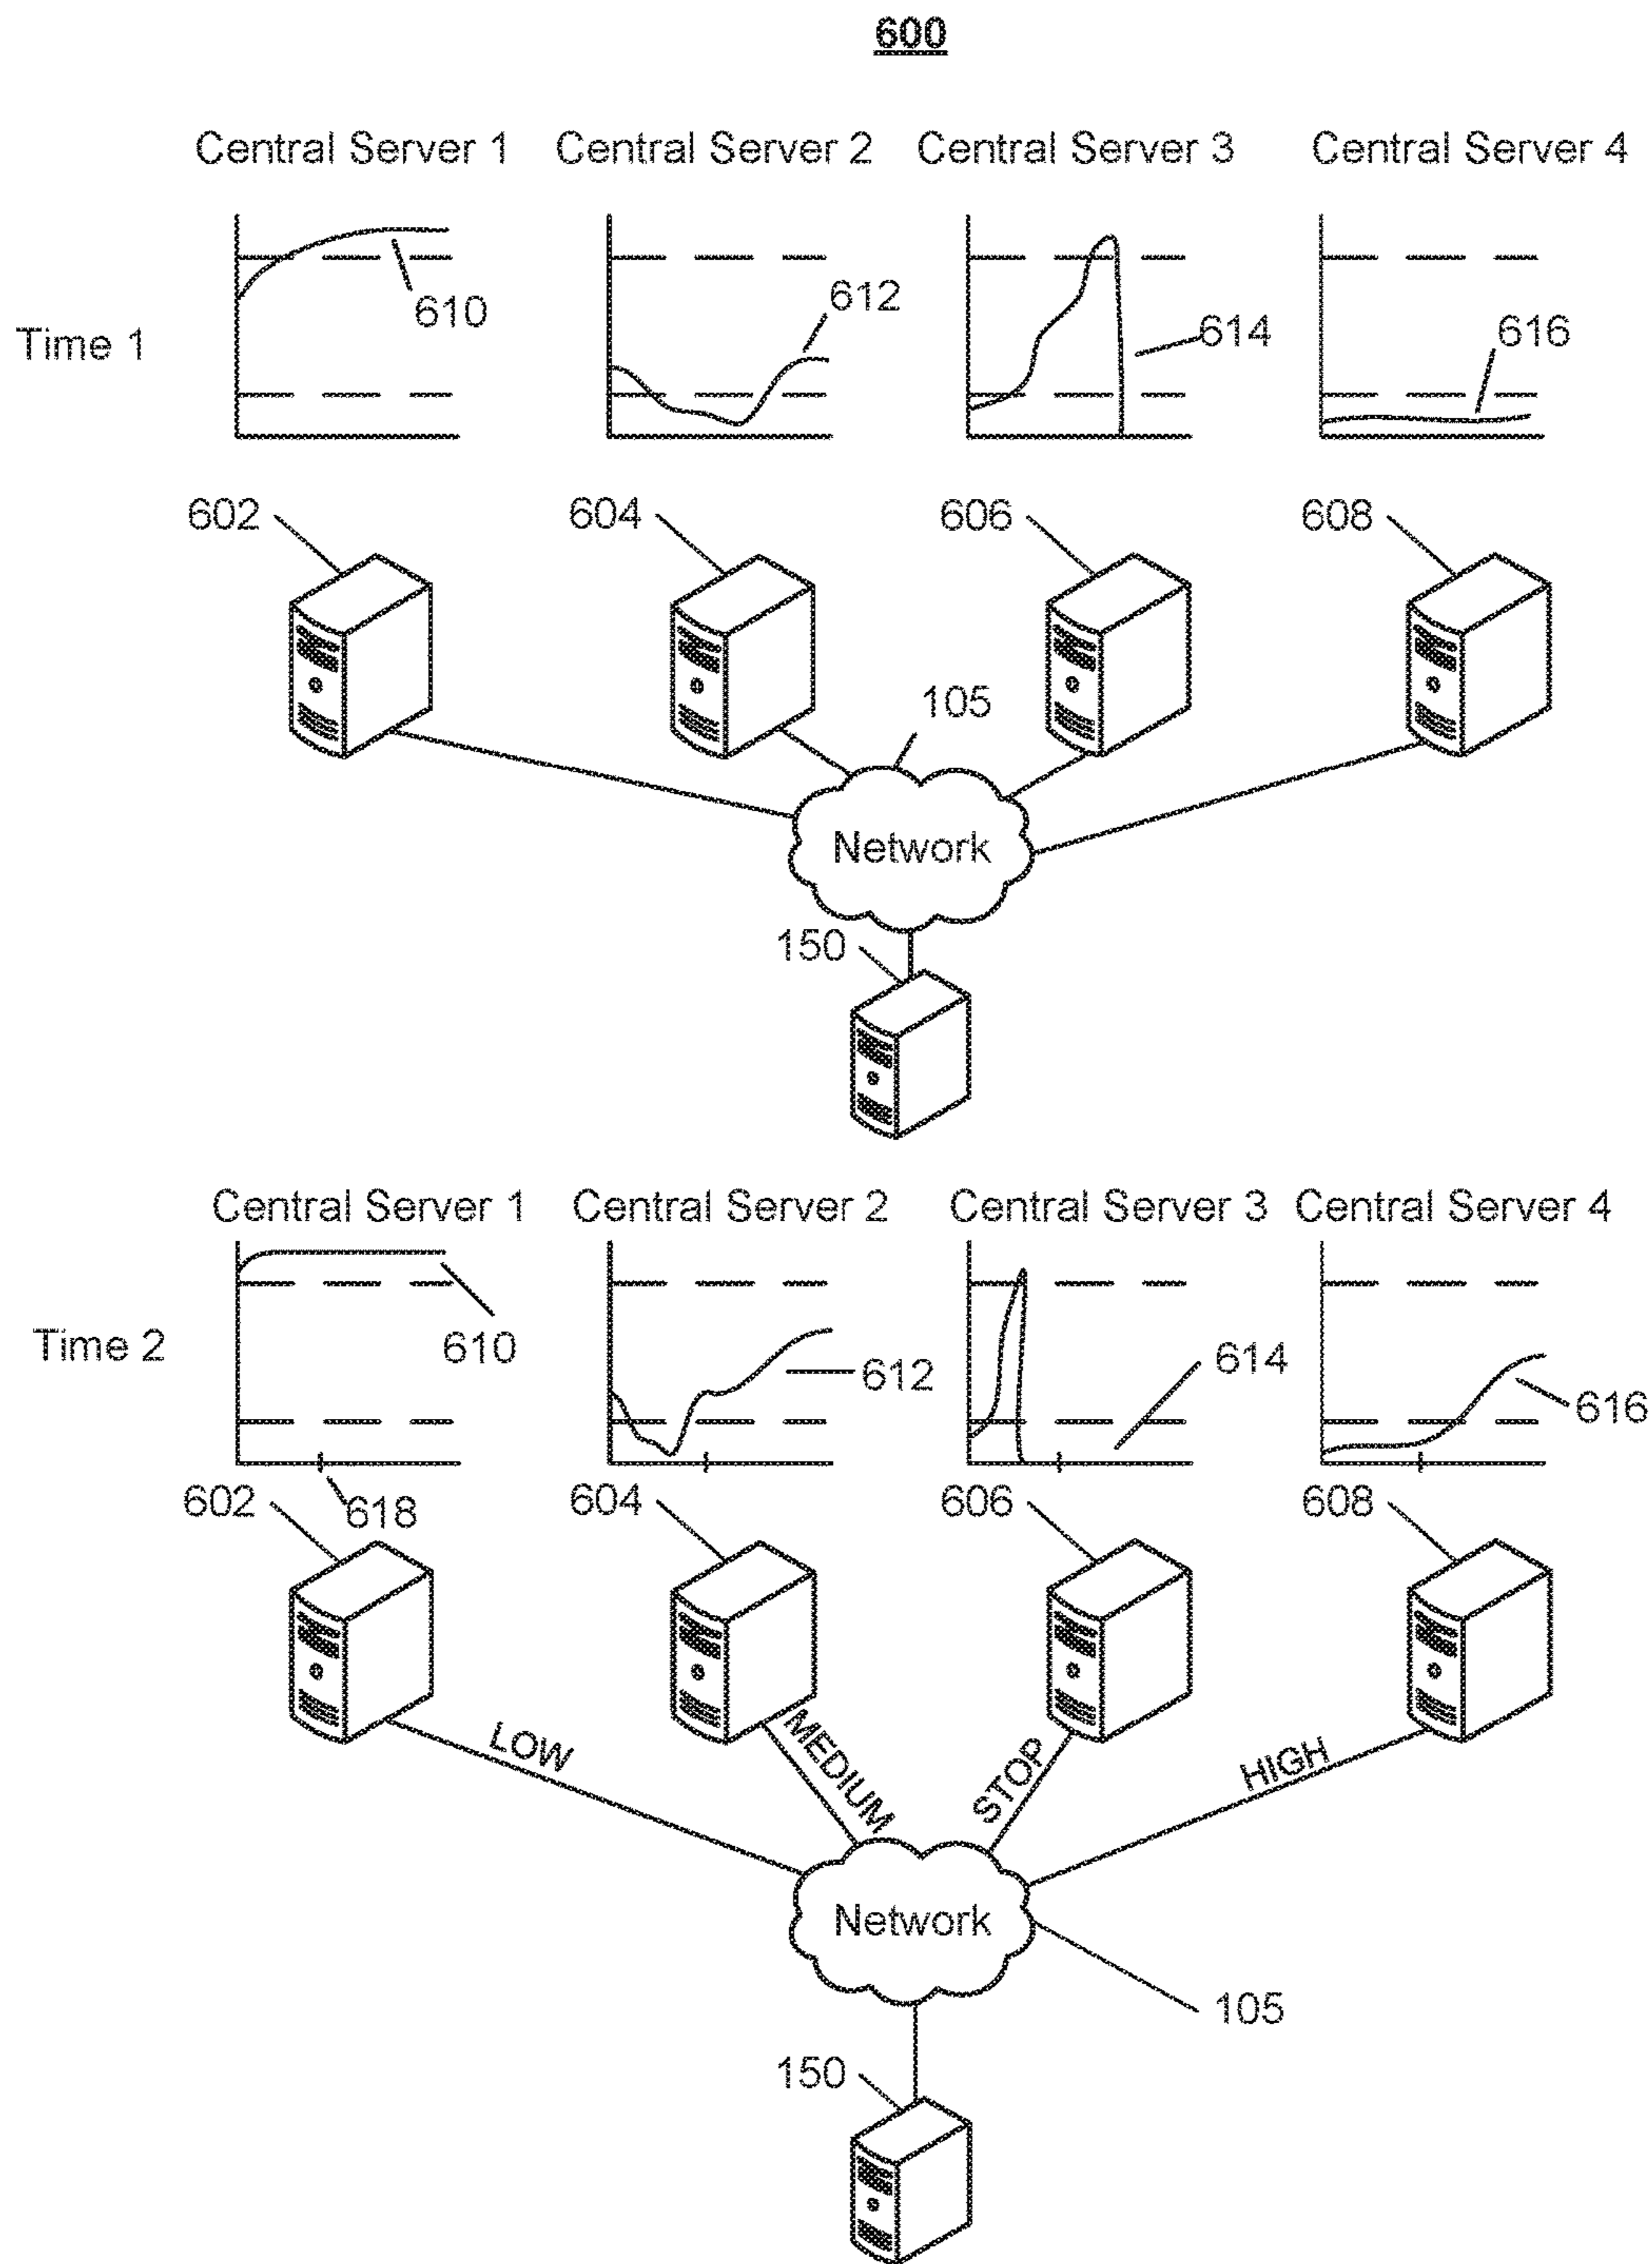 600
Central Server 1 Central Server 2 Central Server 3 Central Server 4
610
612
614
616
Time 1
602
604
606
608
105
Network
150
Central Server 1 Central Server 2 Central Server 3 Central Server 4
Time 2
610
612
614
616
618
602
604
606
608
LOW
MEDIUM
STOP
HIGH
Network
105
150